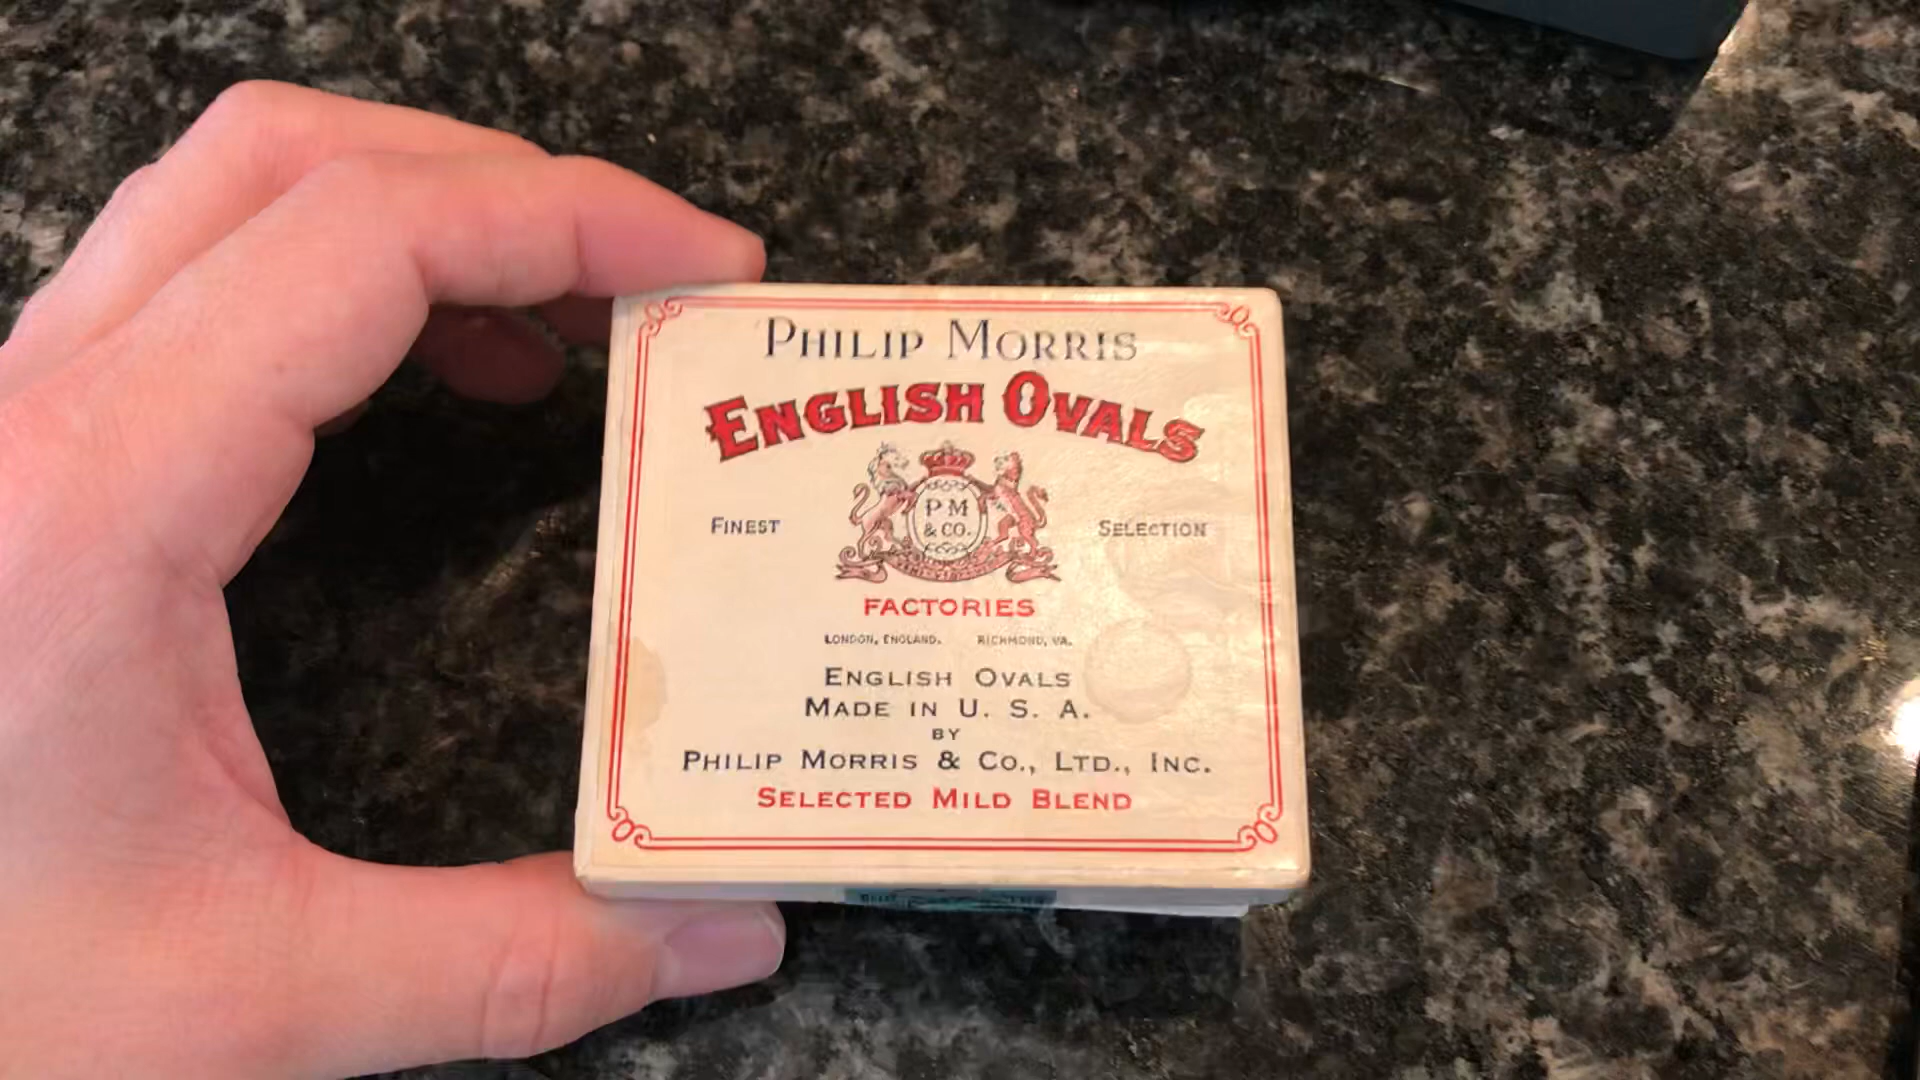 PHILIP MORRIS
ENGLISH OVALS
P M
& CO.
FINEST SELECTION
FACTORIES
LONDON, ENGLAND. RICHMOND, VA.
ENGLISH OVALS
MADE IN U. S. A.
BY
PHILIP MORRIS & CO., LTD., INC.
SELECTED MILD BLEND